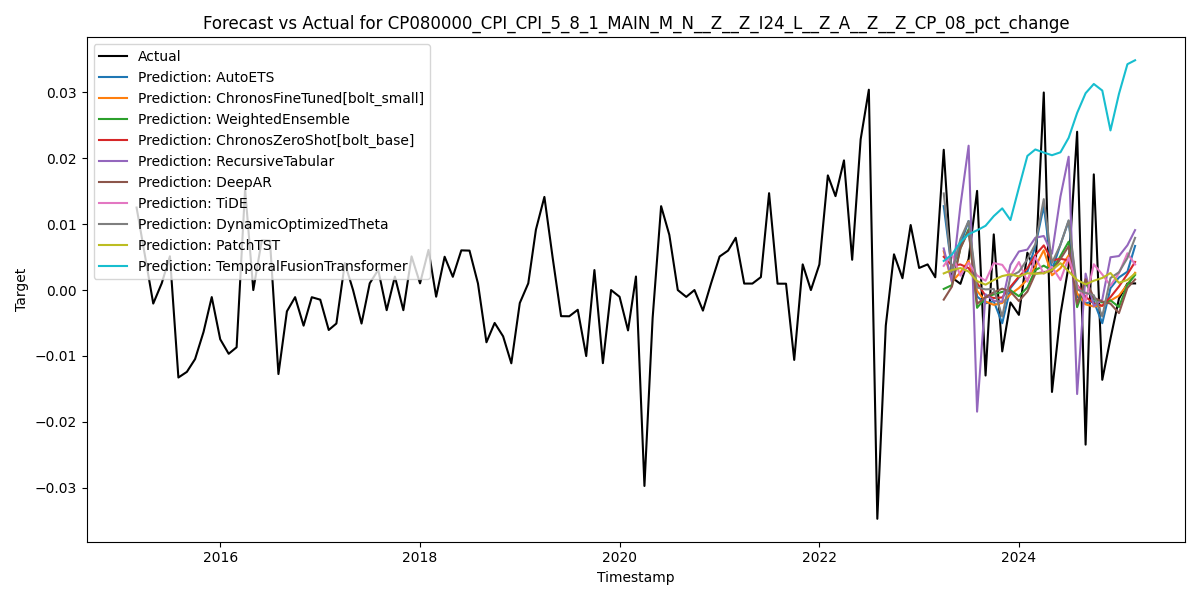 Forecast vs Actual for CP080000_CPI_CPI_5_8_1_MAIN_M_N__Z__Z_I24_L__Z_A__Z__Z_CP_08_pct_change
Actual
Prediction: AutoETS
Prediction: ChronosFineTuned[bolt_small]
Prediction: WeightedEnsemble
Prediction: ChronosZeroShot[bolt_base]
Prediction: RecursiveTabular
Prediction: DeepAR
Prediction: TiDE
Prediction: DynamicOptimizedTheta
Prediction: PatchTST
Prediction: TemporalFusionTransformer
Target
0.03
0.02
0.01
0.00
−0.01
−0.02
−0.03
2016
2018
2020
2022
2024
Timestamp